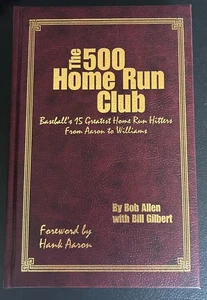 The 500
Home Run
Club
Baseball's 15 Greatest Home Run Hitters
From Aaron to Williams
By Bob Allen
with Bill Gilbert
Foreword by
Hank Aaron